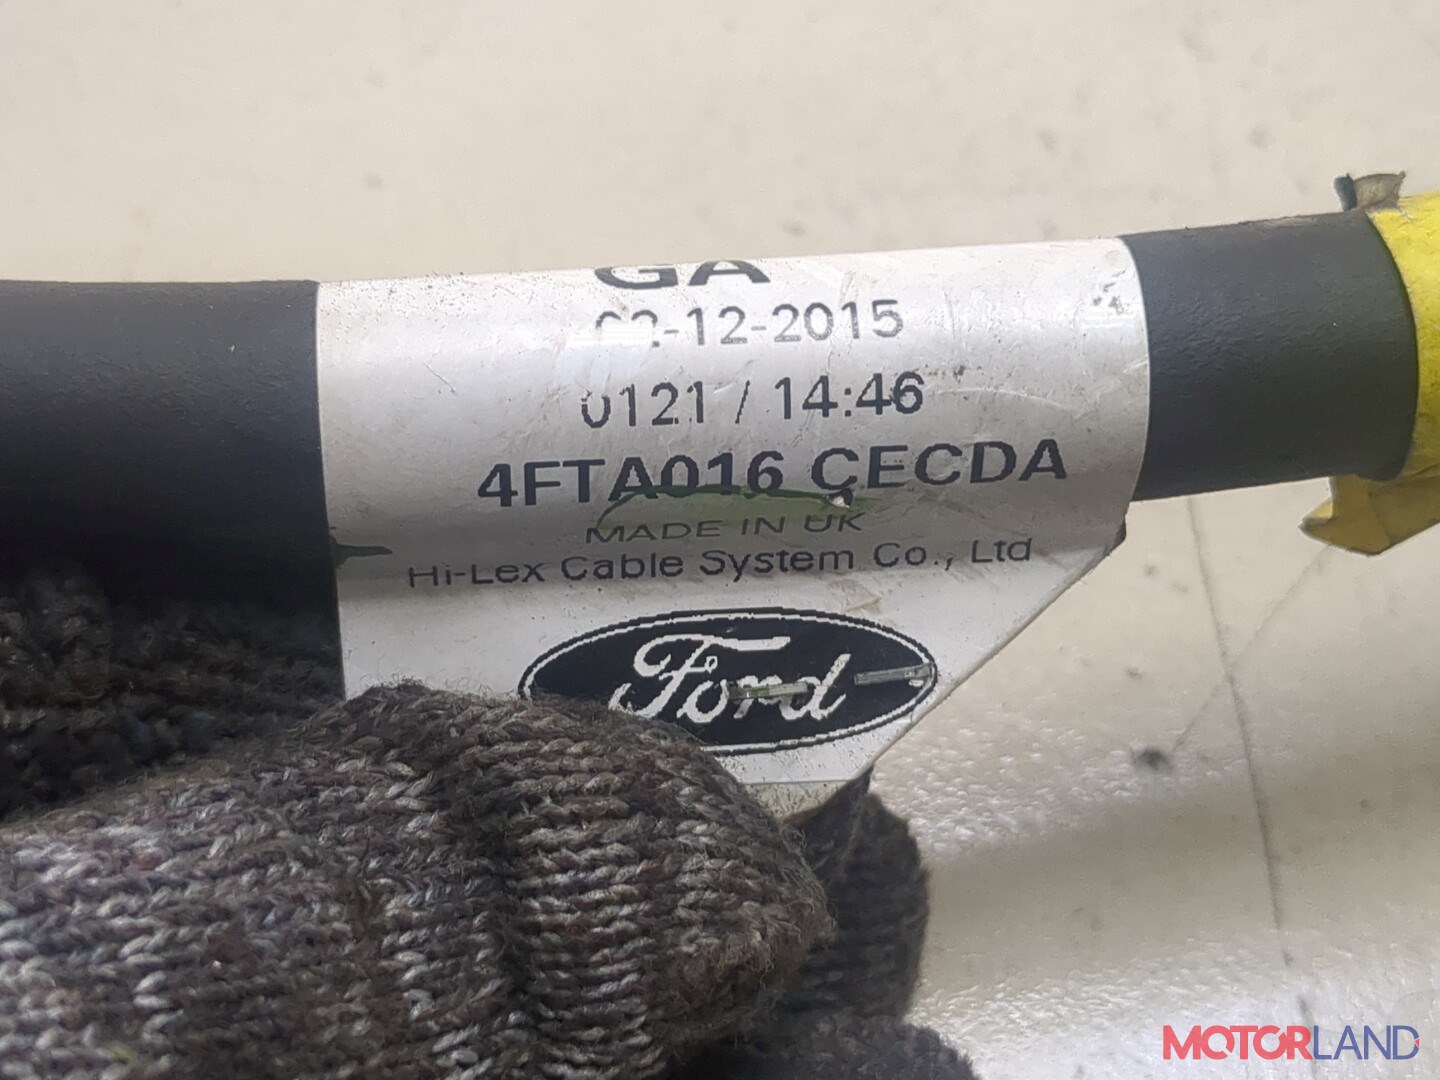 GA
02-12-2015
0121 / 14:46
4FTA016 CECDA
MADE IN UK
Hi-Lex Cable System Co., Ltd
Ford
MOTORLAND